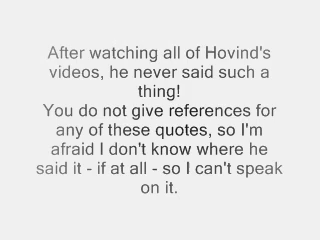 After watching all of Hovind's
videos, he never said such a
thing!
You do not give references for
any of these quotes, so I'm
afraid I don't know where he
said it - if at all - so I can't speak
on it.